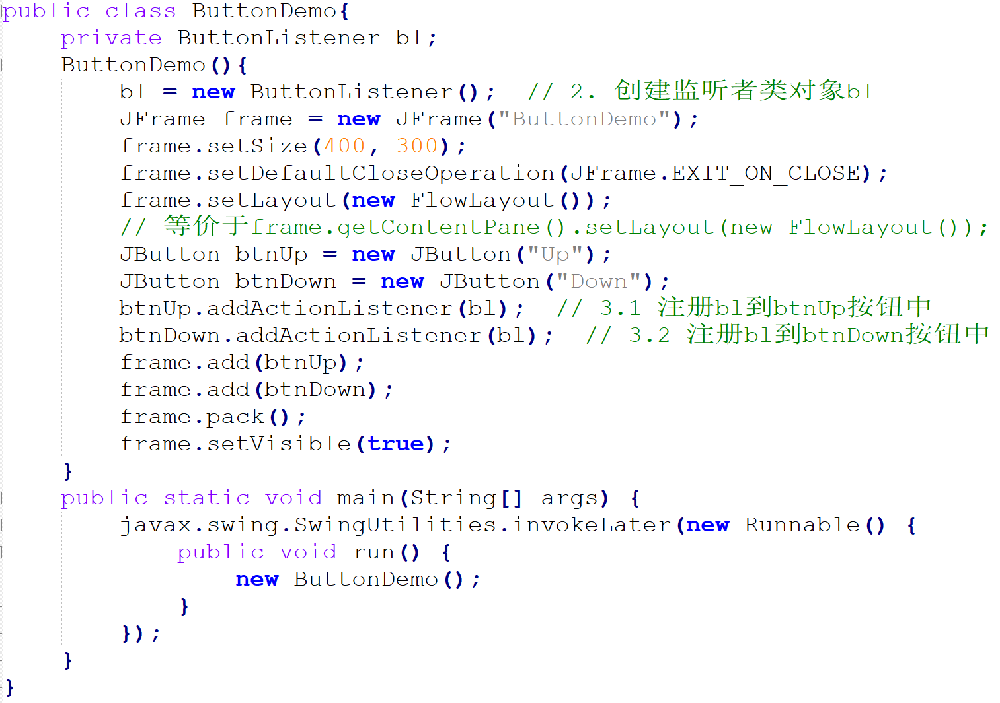 public class ButtonDemo{
    private ButtonListener bl;
    ButtonDemo(){
        bl = new ButtonListener();  // 2. 创建监听者类对象bl
        JFrame frame = new JFrame("ButtonDemo");
        frame.setSize(400, 300);
        frame.setDefaultCloseOperation(JFrame.EXIT_ON_CLOSE);
        frame.setLayout(new FlowLayout());
        // 等价于frame.getContentPane().setLayout(new FlowLayout());
        JButton btnUp = new JButton("Up");
        JButton btnDown = new JButton("Down");
        btnUp.addActionListener(bl);  // 3.1 注册bl到btnUp按钮中
        btnDown.addActionListener(bl);  // 3.2 注册bl到btnDown按钮中
        frame.add(btnUp);
        frame.add(btnDown);
        frame.pack();
        frame.setVisible(true);
    }
    public static void main(String[] args) {
        javax.swing.SwingUtilities.invokeLater(new Runnable() {
            public void run() {
                new ButtonDemo();
            }
        });
    }
}